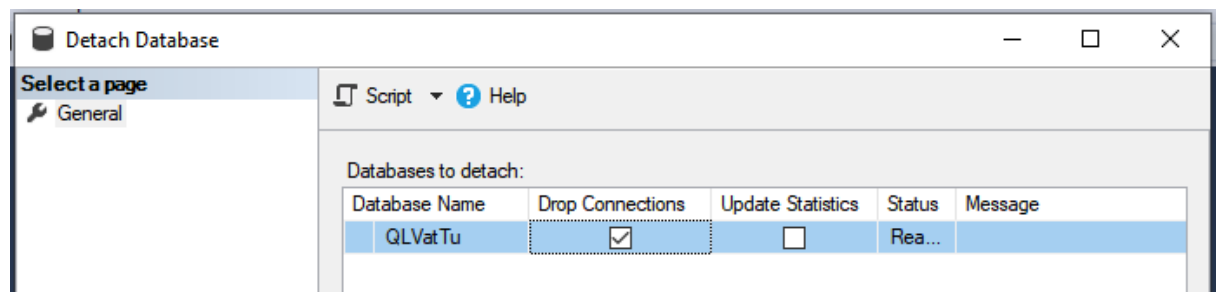 Detach Database
Select a page
General
Script Help
Databases to detach:
Database Name Drop Connections Update Statistics Status Message
QLVatTu Rea...